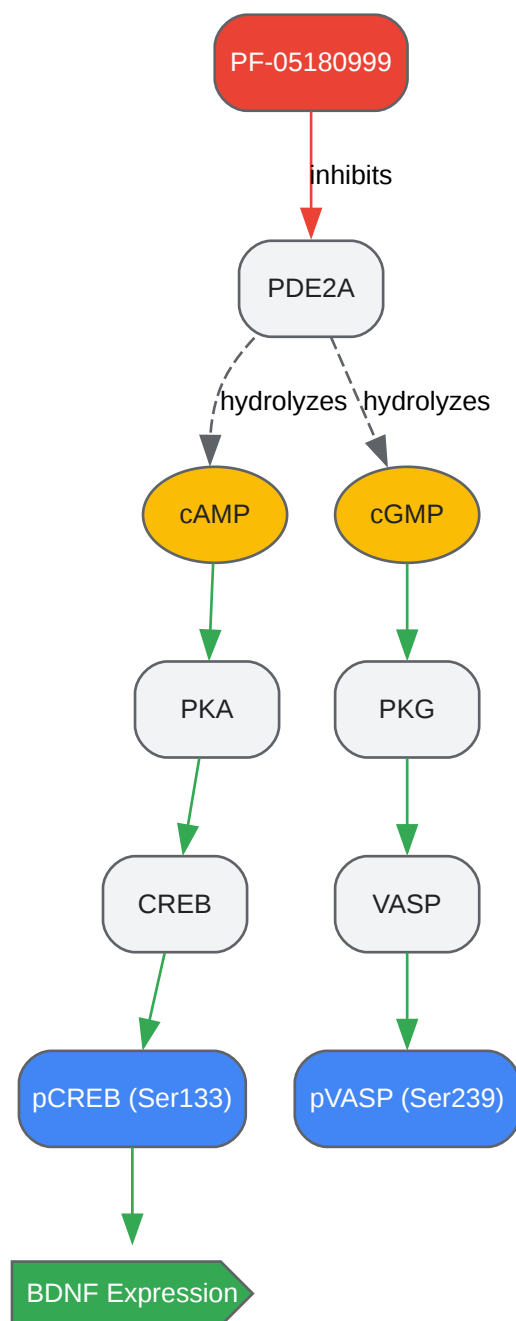 PF-05180999
inhibits
PDE2A
hydrolyzes
hydrolyzes
cAMP
cGMP
PKA
PKG
CREB
VASP
pCREB (Ser133)
pVASP (Ser239)
BDNF Expression